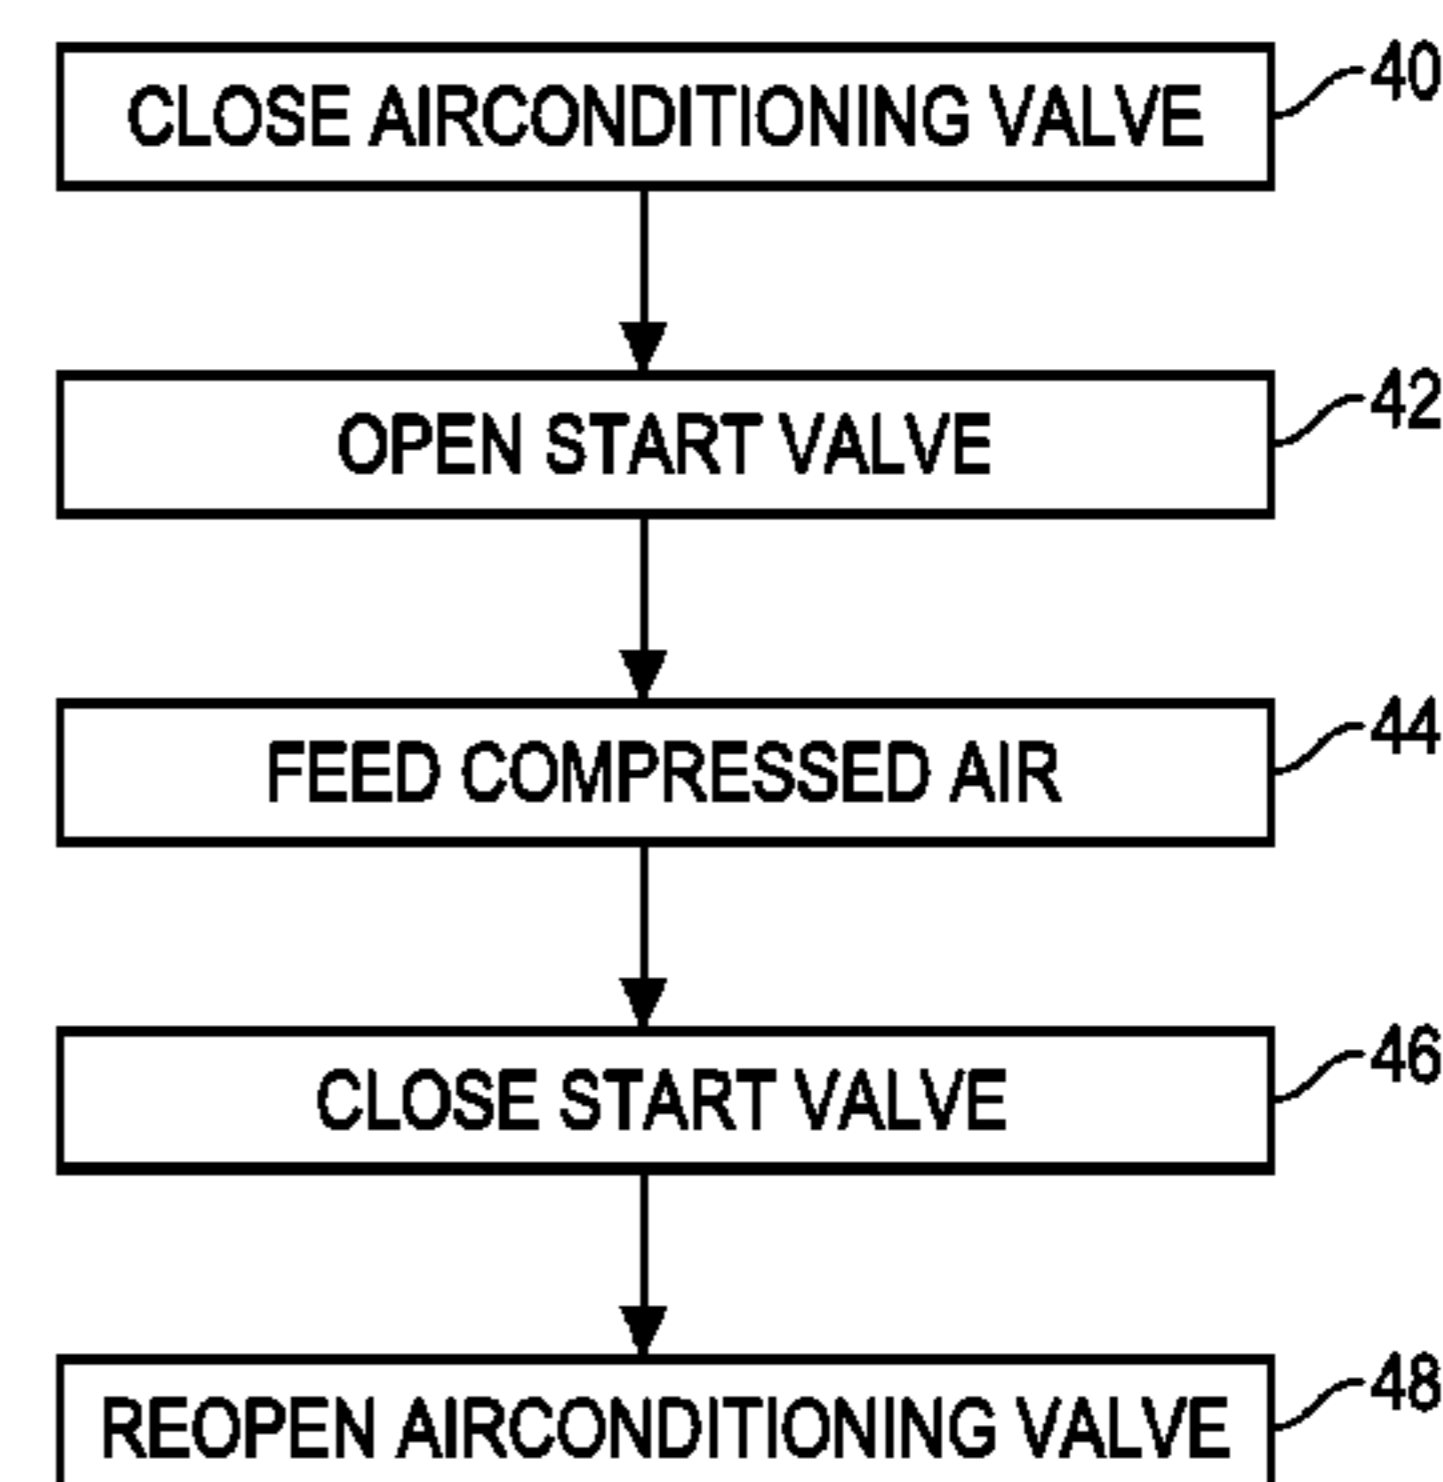 CLOSE AIRCONDITIONING VALVE 40
OPEN START VALVE 42
FEED COMPRESSED AIR 44
CLOSE START VALVE 46
REOPEN AIRCONDITIONING VALVE 48